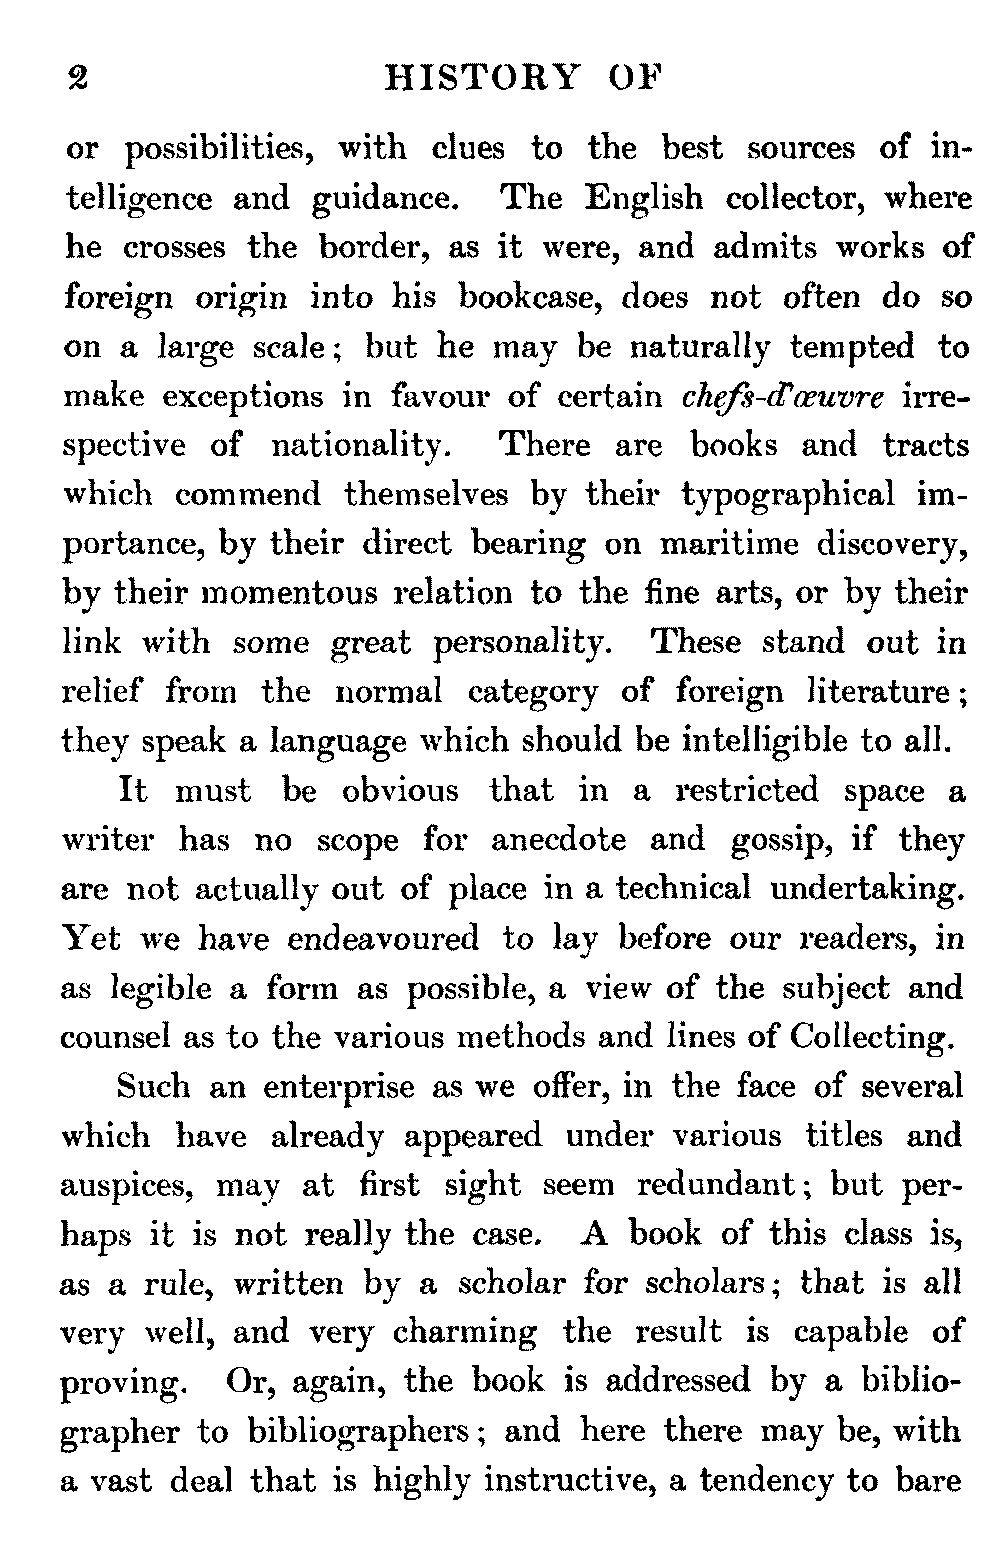 2 HISTORY OF
or possibilities, with clues to the best sources of in-
telligence and guidance. The English collector, where
he crosses the border, as it were, and admits works of
foreign origin into his bookcase, does not often do so
on a large scale; but he may be naturally tempted to
make exceptions in favour of certain chefs-d'œuvre irre-
spective of nationality. There are books and tracts
which commend themselves by their typographical im-
portance, by their direct bearing on maritime discovery,
by their momentous relation to the fine arts, or by their
link with some great personality. These stand out in
relief from the normal category of foreign literature;
they speak a language which should be intelligible to all.
It must be obvious that in a restricted space a
writer has no scope for anecdote and gossip, if they
are not actually out of place in a technical undertaking.
Yet we have endeavoured to lay before our readers, in
as legible a form as possible, a view of the subject and
counsel as to the various methods and lines of Collecting.
Such an enterprise as we offer, in the face of several
which have already appeared under various titles and
auspices, may at first sight seem redundant; but per-
haps it is not really the case. A book of this class is,
as a rule, written by a scholar for scholars; that is all
very well, and very charming the result is capable of
proving. Or, again, the book is addressed by a biblio-
grapher to bibliographers; and here there may be, with
a vast deal that is highly instructive, a tendency to bare